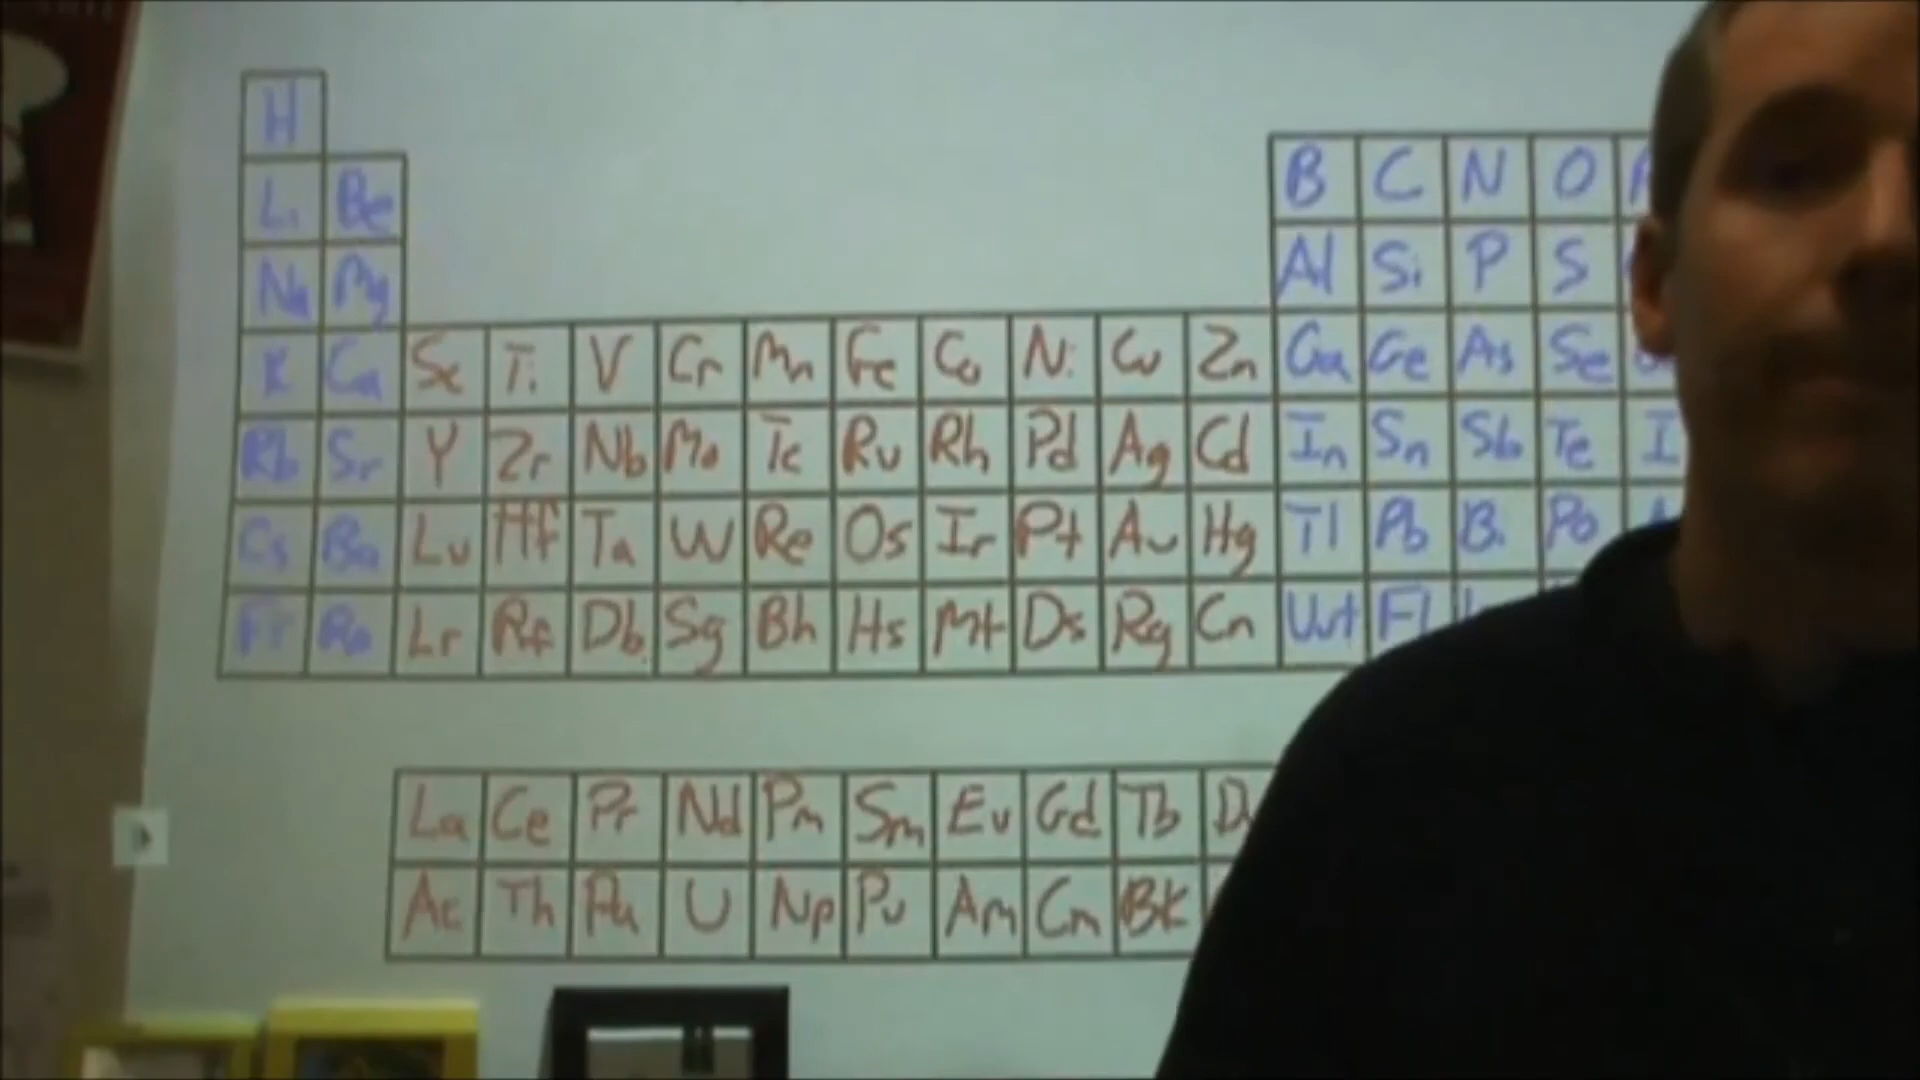 H
Li Be B C N O
Na Mg Al Si P S
K Ca Sc Ti V Cr Mn Fe Co Ni Cu Zn Ga Ge As Se
Rb Sr Y Zr Nb Mo Tc Ru Rh Pd Ag Cd In Sn Sb Te I
Cs Ba Lu Hf Ta W Re Os Ir Pt Au Hg Tl Pb Bi Po
Fr Ra Lr Rf Db Sg Bh Hs Mt Ds Rg Cn Uut Fl
La Ce Pr Nd Pm Sm Eu Gd Tb
Ac Th Pa U Np Pu Am Cm Bk